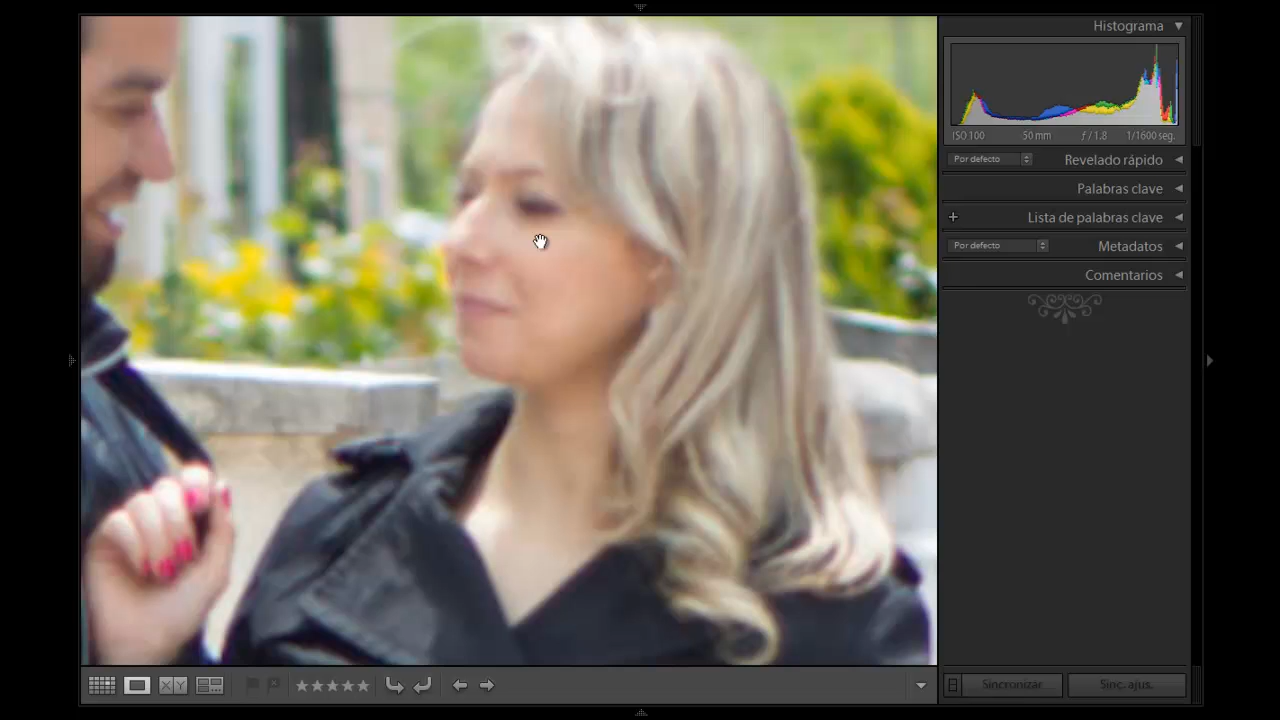 Histograma
ISO 100 50 mm ƒ / 1.8 1/1600 seg.
Por defecto Revelado rápido
Palabras clave
+ Lista de palabras clave
Por defecto Metadatos
Comentarios
X Y
Sincronizar Sinc. ajus.